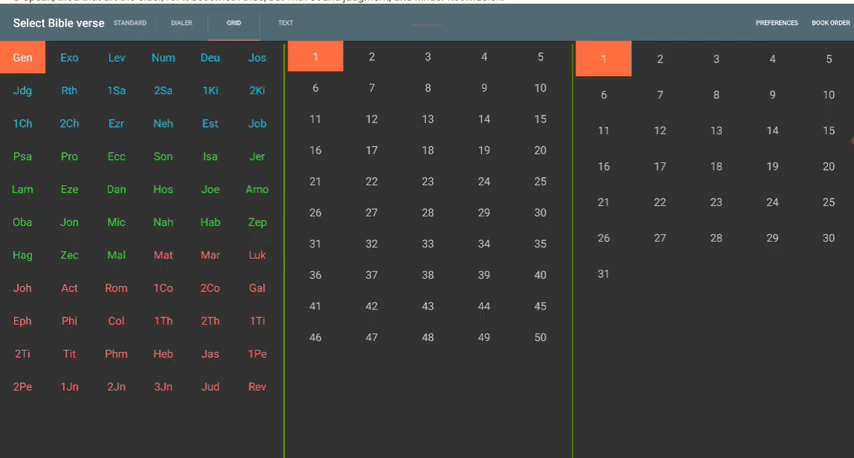 Select Bible verse STANDARD DIALER GRID TEXT PREFERENCES BOOK ORDER
Gen Exo Lev Num Deu Jos
Jdg Rth 1Sa 2Sa 1Ki 2Ki
1Ch 2Ch Ezr Neh Est Job
Psa Pro Ecc Son Isa Jer
Lam Eze Dan Hos Joe Amo
Oba Jon Mic Nah Hab Zep
Hag Zec Mal Mat Mar Luk
Joh Act Rom 1Co 2Co Gal
Eph Phi Col 1Th 2Th 1Ti
2Ti Tit Phm Heb Jas 1Pe
2Pe 1Jn 2Jn 3Jn Jud Rev
1 2 3 4 5
6 7 8 9 10
11 12 13 14 15
16 17 18 19 20
21 22 23 24 25
26 27 28 29 30
31 32 33 34 35
36 37 38 39 40
41 42 43 44 45
46 47 48 49 50
1 2 3 4 5
6 7 8 9 10
11 12 13 14 15
16 17 18 19 20
21 22 23 24 25
26 27 28 29 30
31